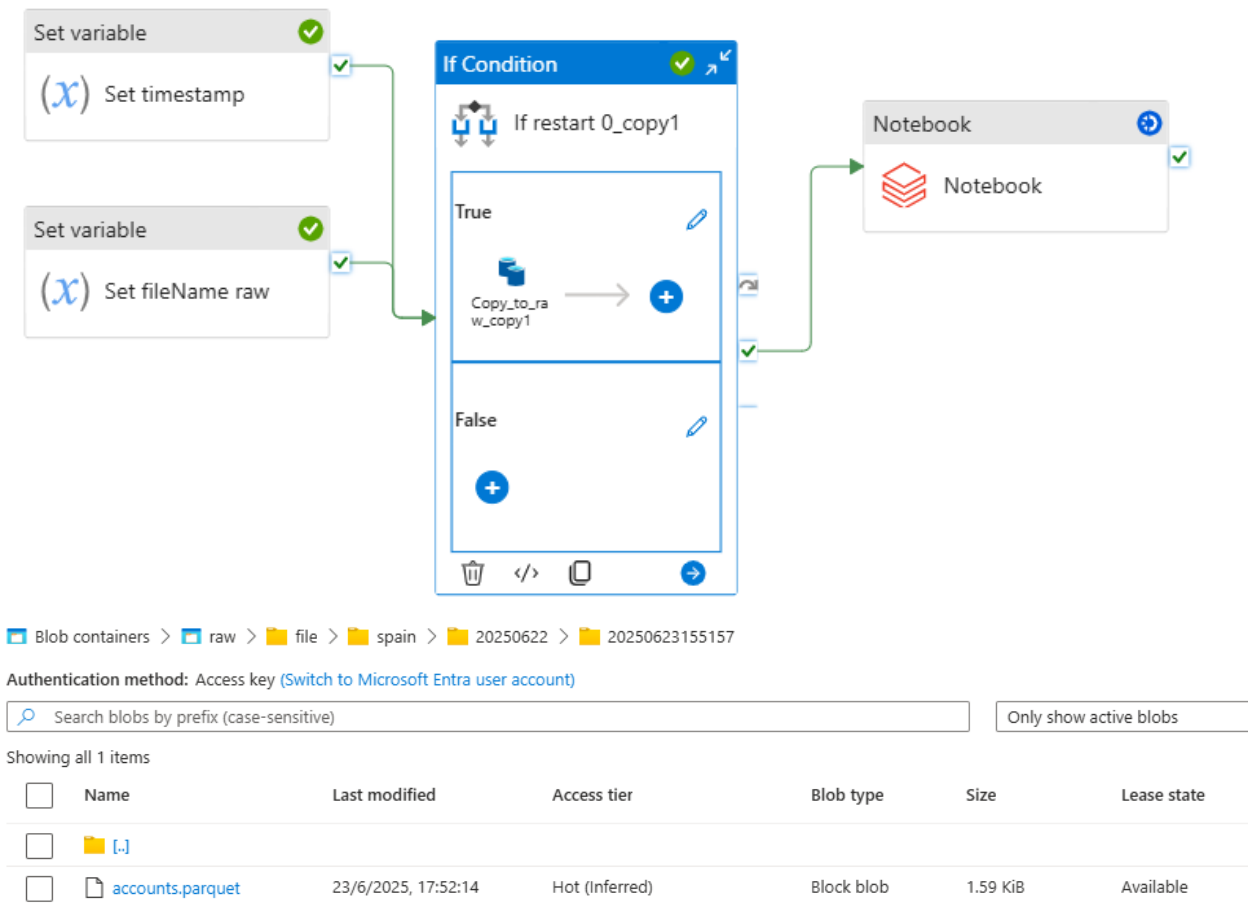 Set variable
Set timestamp
Set variable
Set fileName raw
If Condition
If restart 0_copy1
True
Copy_to_ra
w_copy1
False
Notebook
Notebook
Blob containers > raw > file > spain > 20250622 > 20250623155157
Authentication method: Access key (Switch to Microsoft Entra user account)
Search blobs by prefix (case-sensitive)
Only show active blobs
Showing all 1 items
Name Last modified Access tier Blob type Size Lease state
[..]
accounts.parquet 23/6/2025, 17:52:14 Hot (Inferred) Block blob 1.59 KiB Available